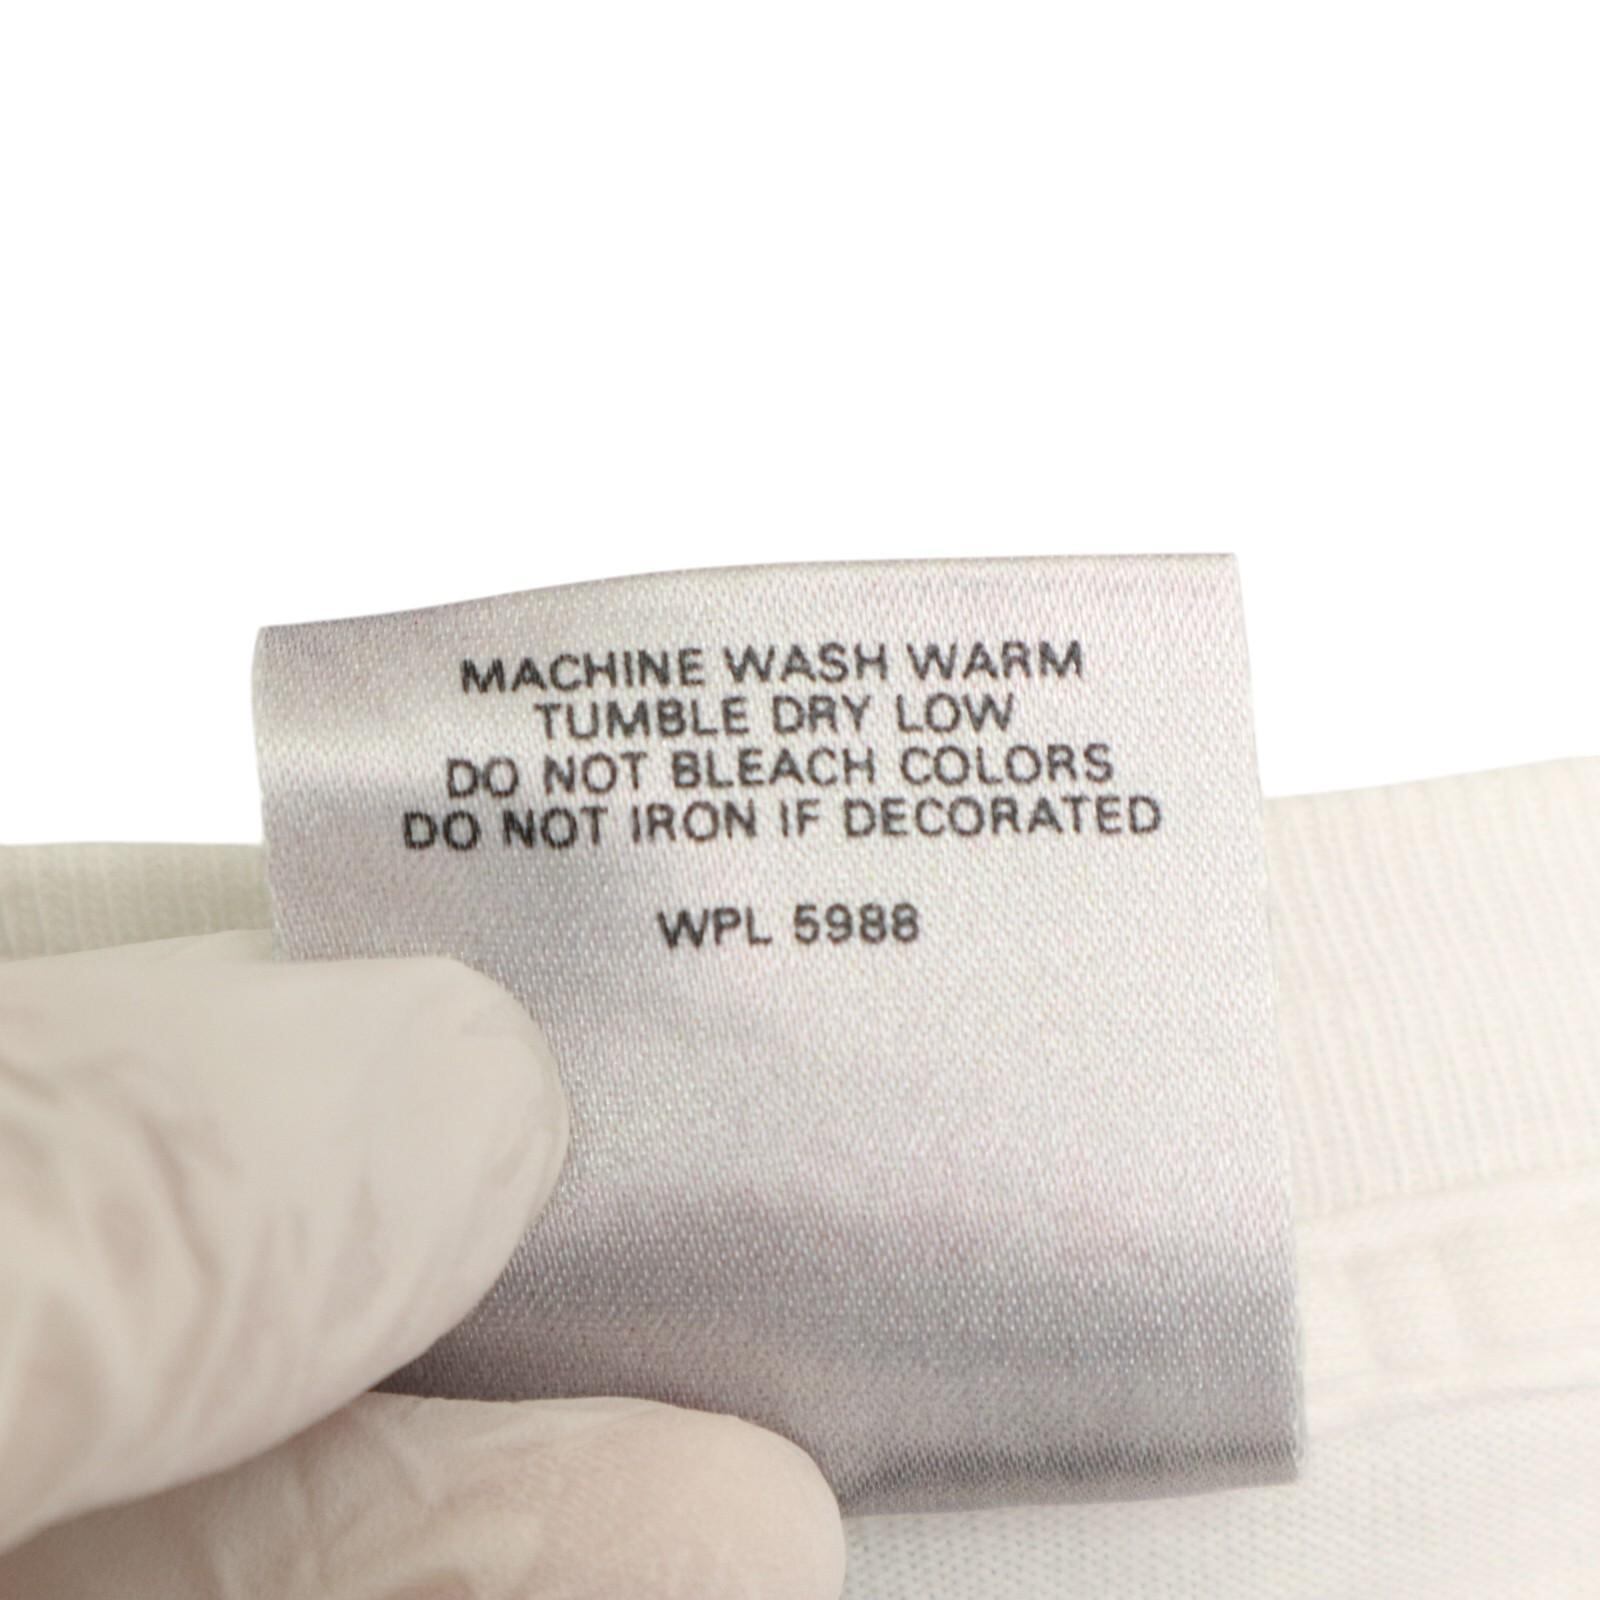 MACHINE WASH WARM
TUMBLE DRY LOW
DO NOT BLEACH COLORS
DO NOT IRON IF DECORATED
WPL 5988